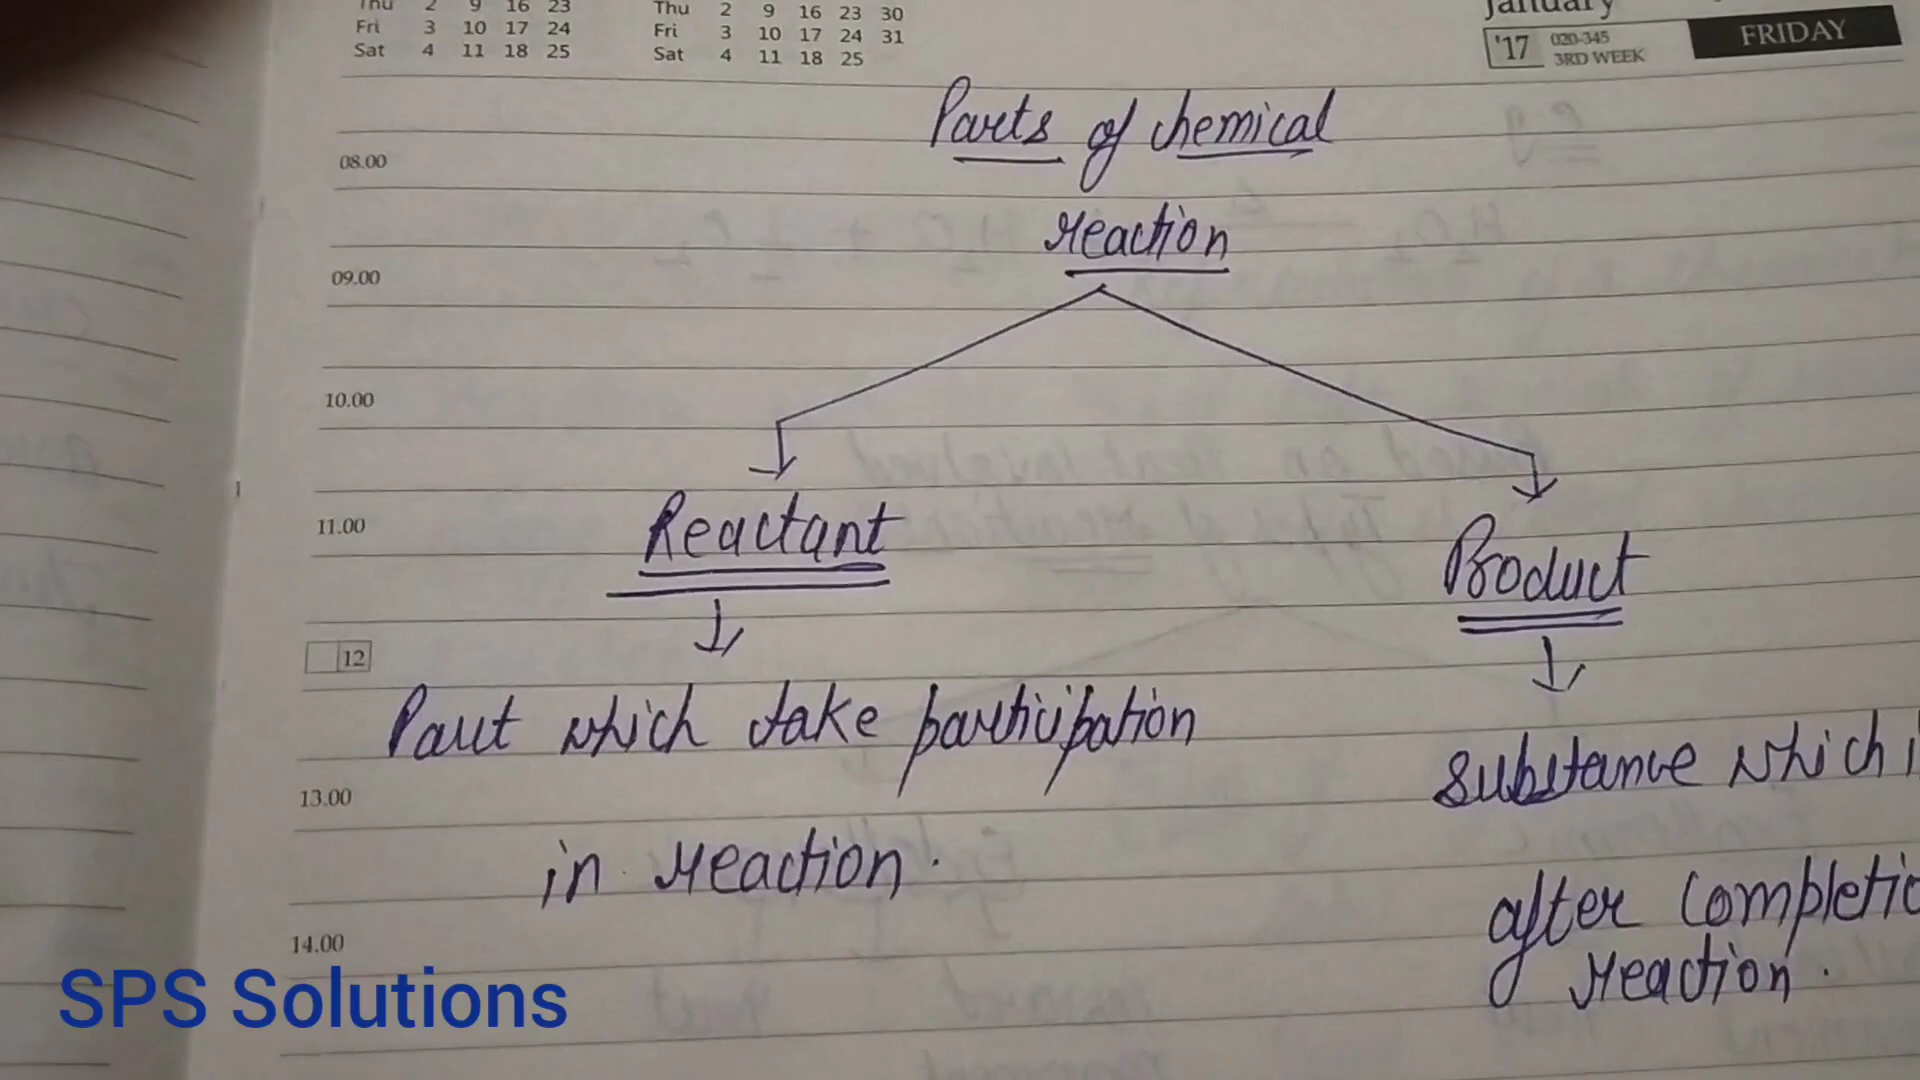 Thu 2 9 16 23
Fri 3 10 17 24
Sat 4 11 18 25
Thu 2 9 16 23 30
Fri 3 10 17 24 31
Sat 4 11 18 25
January
'17 020-345
3RD WEEK
FRIDAY
Parts of chemical
reaction
08.00
09.00
10.00
11.00
12
13.00
14.00
Reactant
Product
Part which take participation
in reaction.
substance which
after
reaction.
SPS Solutions